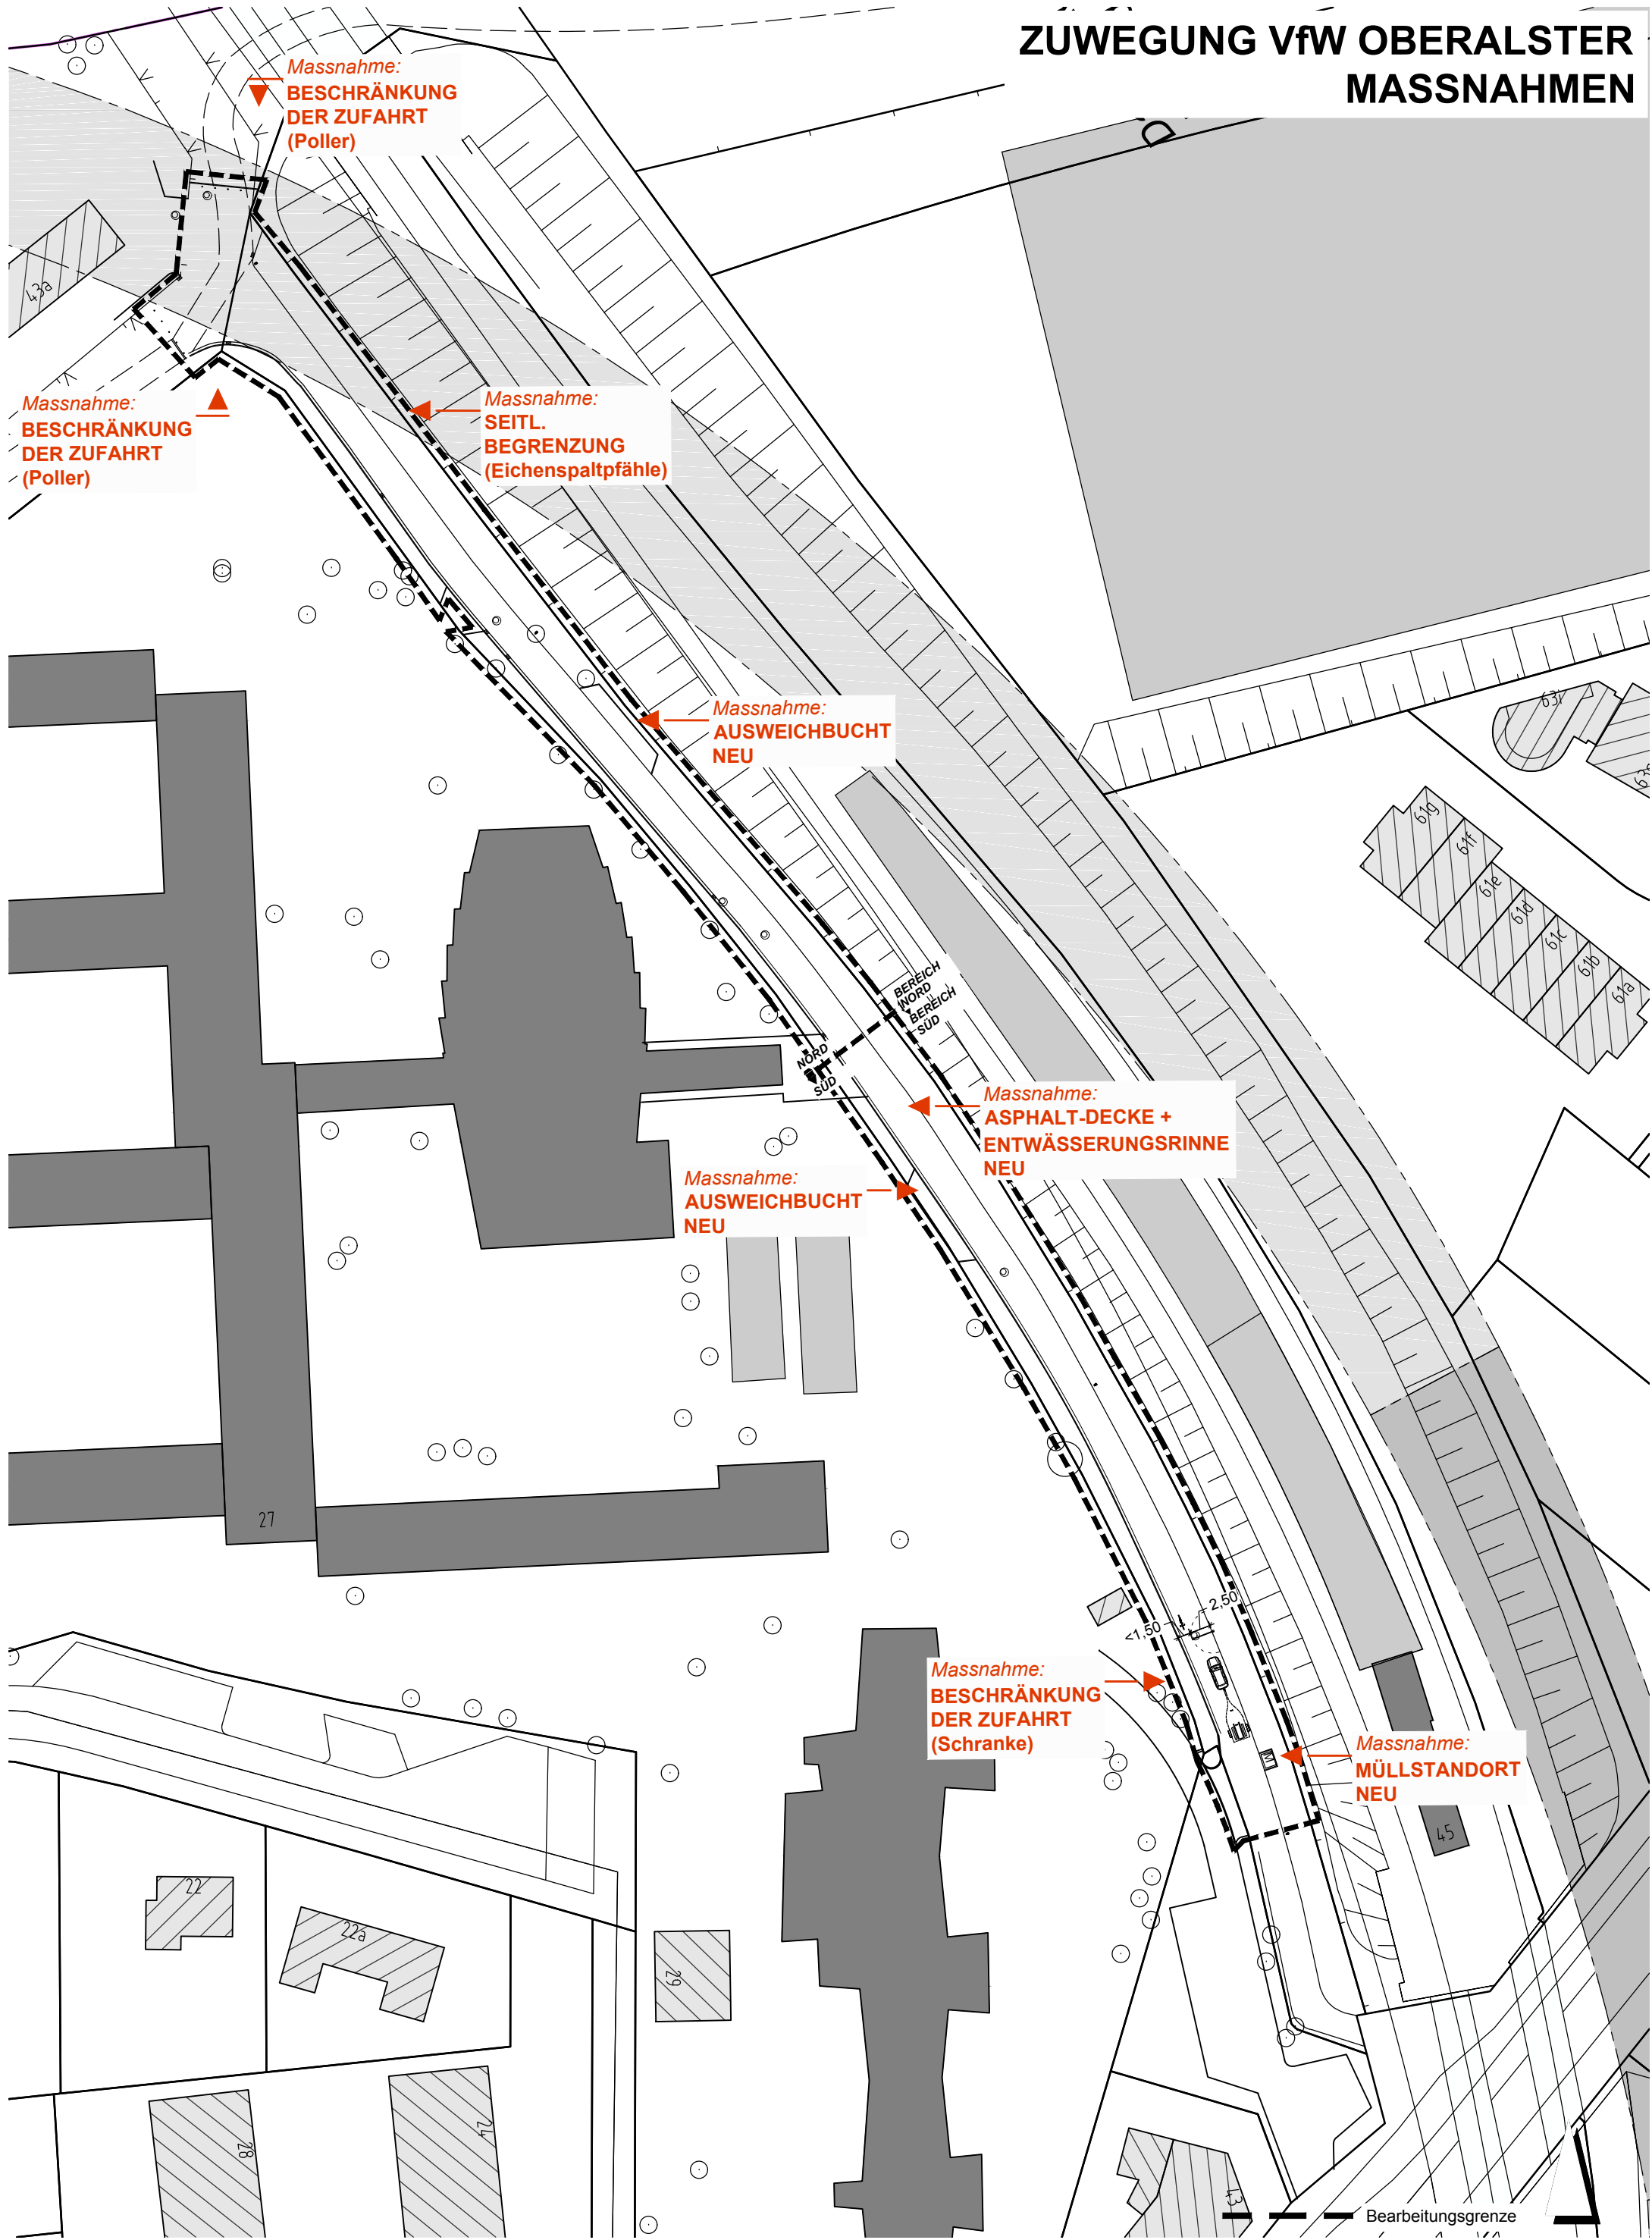 ZUWEGUNG VfW OBERALSTER
MASSNAHMEN
Massnahme:
BESCHRÄNKUNG
DER ZUFAHRT
(Poller)
43a
Massnahme:
BESCHRÄNKUNG
DER ZUFAHRT
(Poller)
Massnahme:
SEITL.
BEGRENZUNG
(Eichenspaltpfähle)
Massnahme:
AUSWEICHBUCHT
NEU
63i
61g
61f
61e
61d
61c
61b
61a
BEREICH
NORD
BEREICH
SÜD
NORD
SÜD
Massnahme:
ASPHALT-DECKE +
ENTWÄSSERUNGSRINNE
NEU
Massnahme:
AUSWEICHBUCHT
NEU
27
2,50
<1,50
Massnahme:
BESCHRÄNKUNG
DER ZUFAHRT
(Schranke)
M
Massnahme:
MÜLLSTANDORT
NEU
45
22
22a
29
28
24
43
Bearbeitungsgrenze